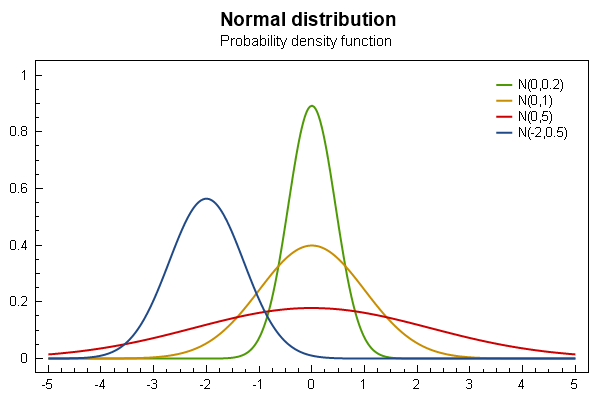 Normal distribution
Probability density function
1
0.8
0.6
0.4
0.2
0
N(0,0.2)
N(0,1)
N(0,5)
N(-2,0.5)
-5 -4 -3 -2 -1 0 1 2 3 4 5